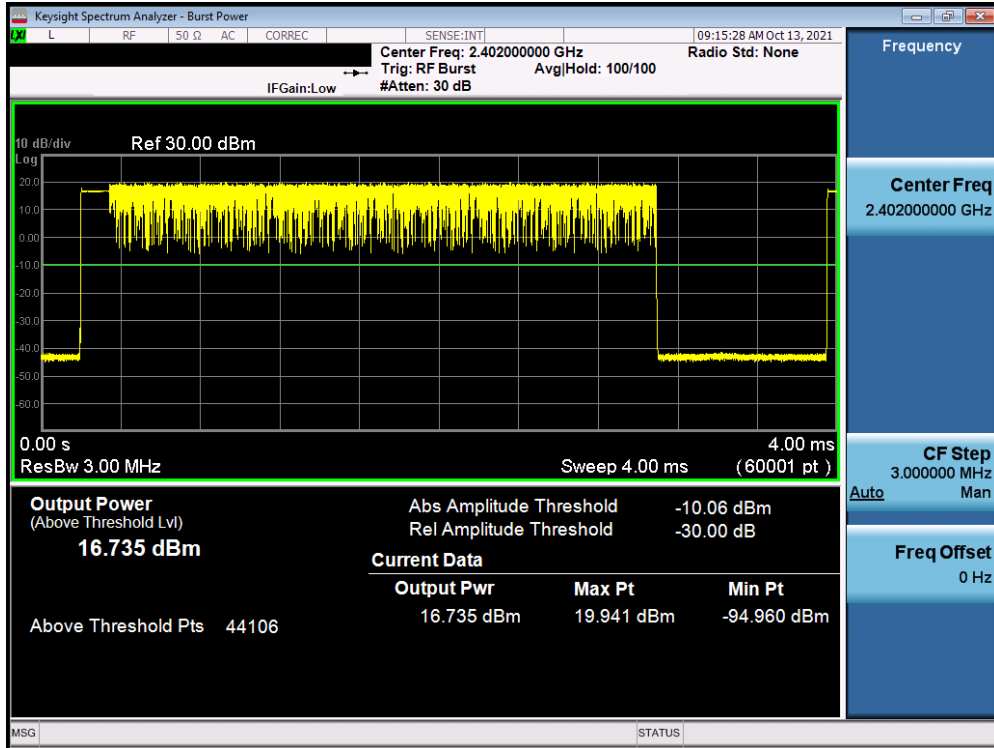 Keysight Spectrum Analyzer - Burst Power
LXI L RF 50 Ω AC CORREC SENSE:INT 09:15:28 AM Oct 13, 2021
Center Freq: 2.402000000 GHz Radio Std: None
Trig: RF Burst Avg|Hold: 100/100
IFGain:Low #Atten: 30 dB
Frequency
10 dB/div Ref 30.00 dBm
Log
20.0
10.0
0.00
-10.0
-20.0
-30.0
-40.0
-50.0
-60.0
0.00 s 4.00 ms
ResBw 3.00 MHz Sweep 4.00 ms (60001 pt)
Center Freq
2.402000000 GHz
CF Step
3.000000 MHz
Auto Man
Freq Offset
0 Hz
Output Power
(Above Threshold Lvl)
16.735 dBm
Above Threshold Pts 44106
Abs Amplitude Threshold -10.06 dBm
Rel Amplitude Threshold -30.00 dB
Current Data
Output Pwr Max Pt Min Pt
16.735 dBm 19.941 dBm -94.960 dBm
MSG STATUS